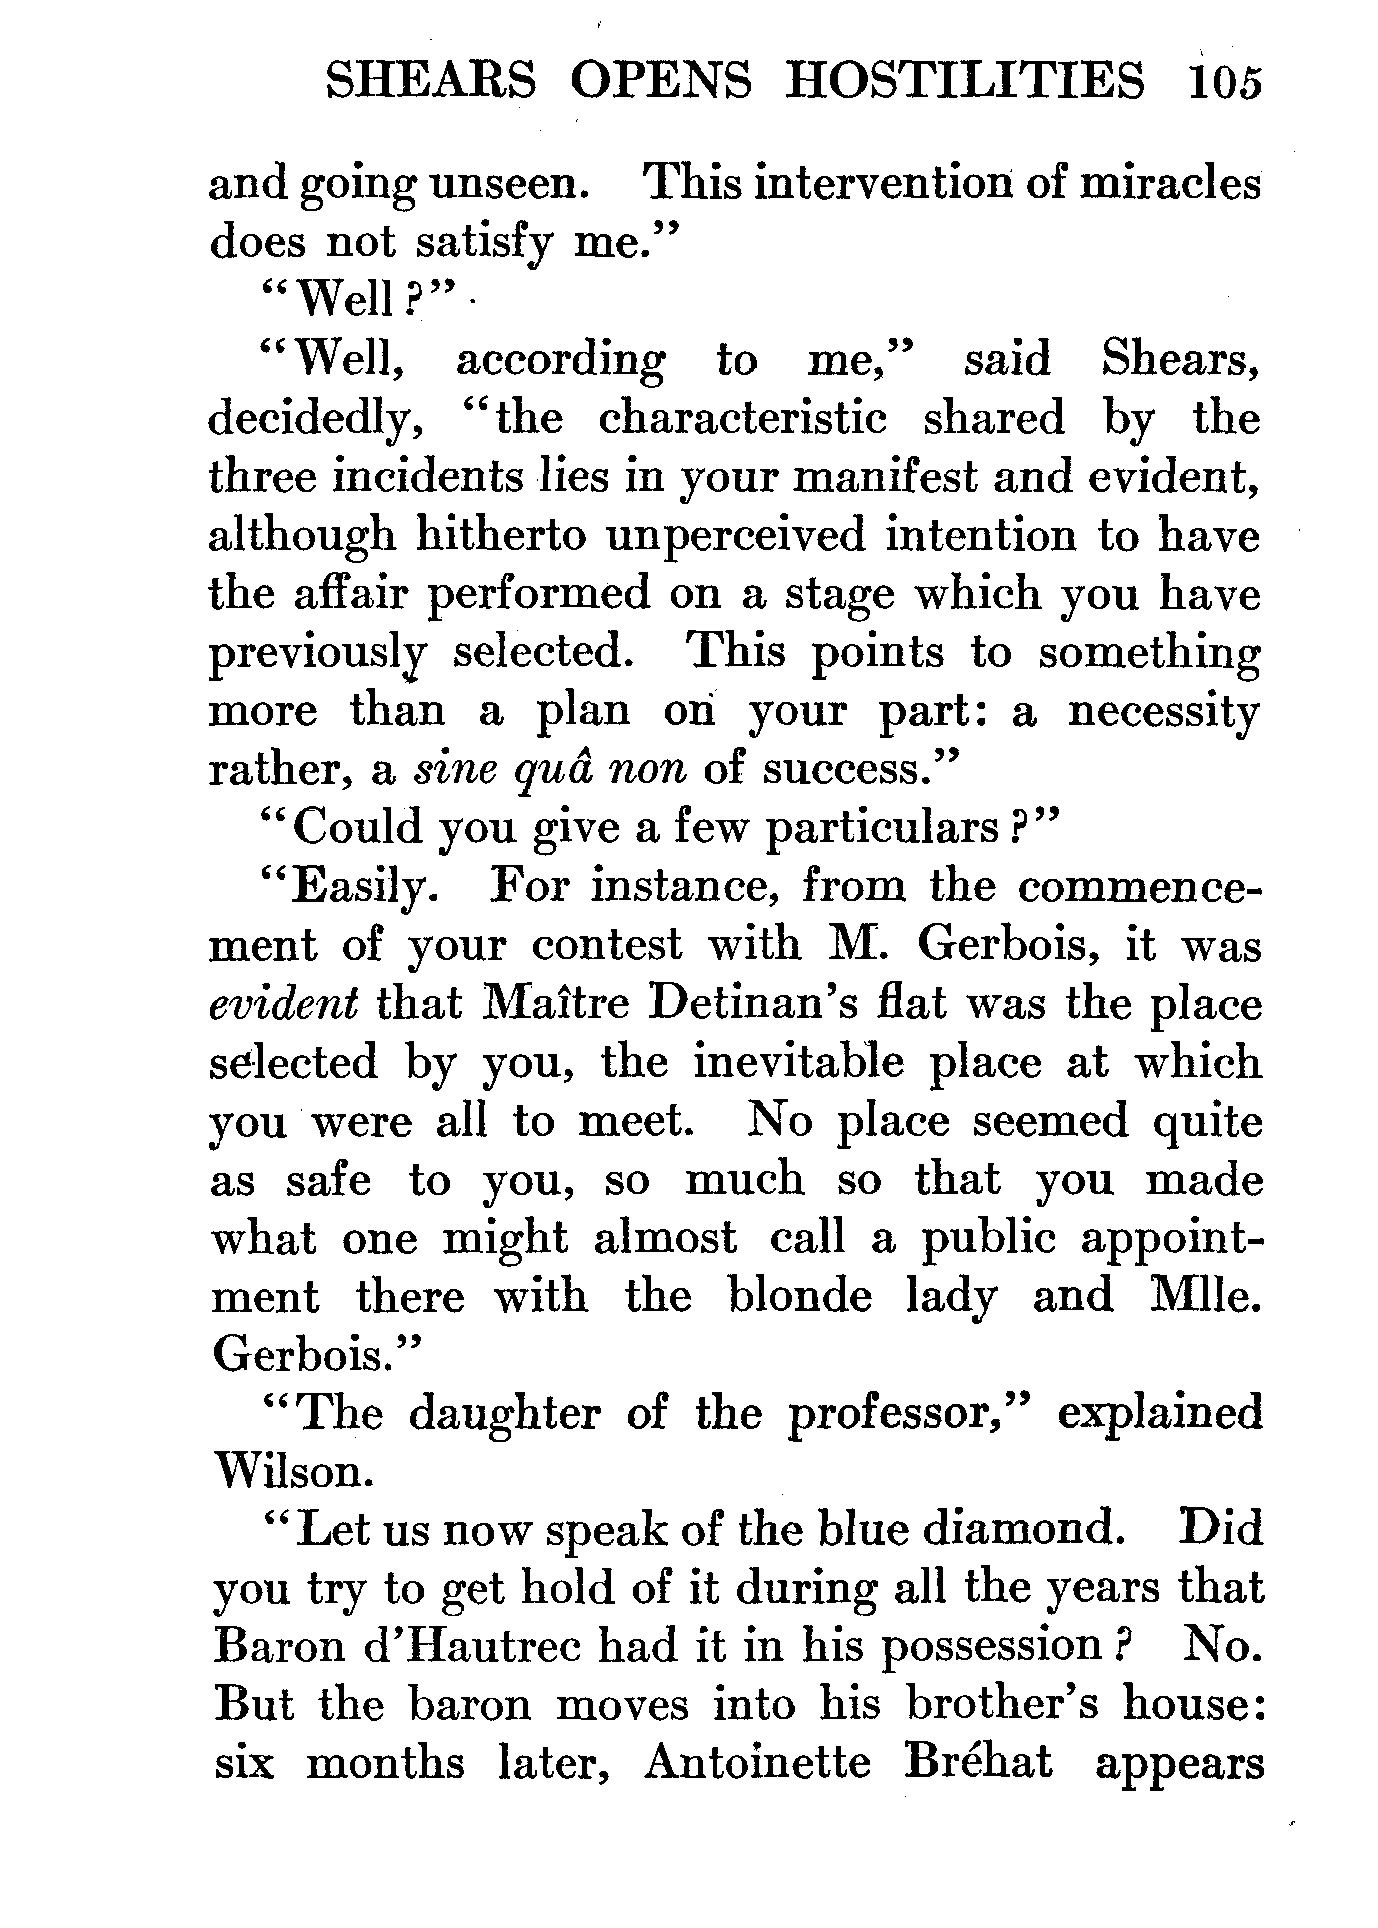 SHEARS OPENS HOSTILITIES 105
and going unseen. This intervention of miracles
does not satisfy me."
"Well?"
"Well, according to me," said Shears,
decidedly, "the characteristic shared by the
three incidents lies in your manifest and evident,
although hitherto unperceived intention to have
the affair performed on a stage which you have
previously selected. This points to something
more than a plan on your part: a necessity
rather, a sine quâ non of success."
"Could you give a few particulars?"
"Easily. For instance, from the commence-
ment of your contest with M. Gerbois, it was
evident that Maître Detinan's flat was the place
selected by you, the inevitable place at which
you were all to meet. No place seemed quite
as safe to you, so much so that you made
what one might almost call a public appoint-
ment there with the blonde lady and Mlle.
Gerbois."
"The daughter of the professor," explained
Wilson.
"Let us now speak of the blue diamond. Did
you try to get hold of it during all the years that
Baron d'Hautrec had it in his possession? No.
But the baron moves into his brother's house:
six months later, Antoinette Bréhat appears